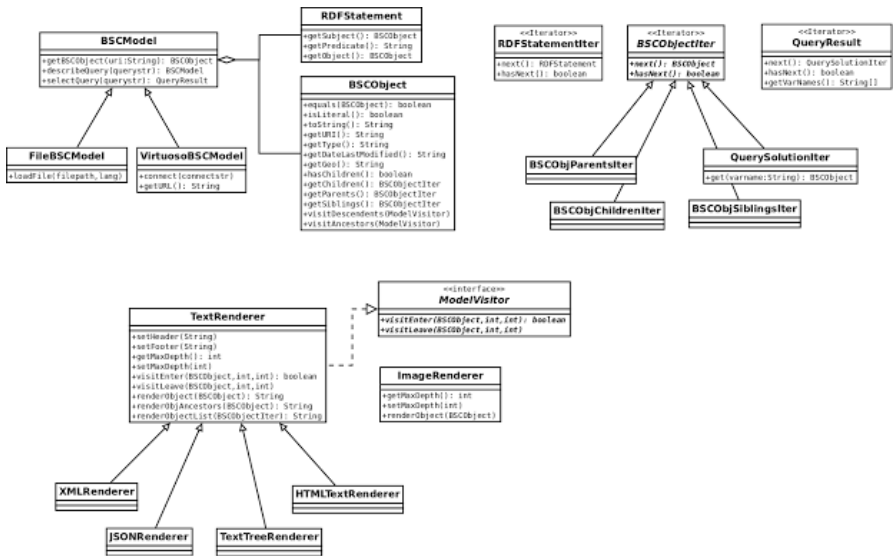 BSCModel
+getBSCObject(uri:String): BSCObject
+describeQuery(querystr): BSCModel
+selectQuery(querystr): QueryResult
RDFStatement
+getSubject(): BSCObject
+getPredicate(): String
+getObject(): BSCObject
BSCObject
+equals(BSCObject): boolean
+isLiteral(): boolean
+toString(): String
+getURI(): String
+getType(): String
+getDateLastModified(): String
+getGeo(): String
+hasChildren(): boolean
+getChildren(): BSCObjectIter
+getParents(): BSCObjectIter
+getSiblings(): BSCObjectIter
+visitDescendents(ModelVisitor)
+visitAncestors(ModelVisitor)
FileBSCModel
+loadFile(filepath,lang)
VirtuosoBSCModel
+connect(connectstr)
+getURL(): String
<<Iterator>>
RDFStatementIter
+next(): RDFStatement
+hasNext(): boolean
<<Iterator>>
BSCObjectIter
+next(): BSCObject
+hasNext(): boolean
<<Iterator>>
QueryResult
+next(): QuerySolutionIter
+hasNext(): boolean
+getVarNames(): String[]
BSCObjParentsIter
QuerySolutionIter
+get(varname:String): BSCObject
BSCObjChildrenIter
BSCObjSiblingsIter
<<interface>>
ModelVisitor
+visitEnter(BSCObject,int,int): boolean
+visitLeave(BSCObject,int,int)
TextRenderer
+setHeader(String)
+setFooter(String)
+getMaxDepth(): int
+setMaxDepth(int)
+visitEnter(BSCObject,int,int): boolean
+visitLeave(BSCObject,int,int)
+renderObject(BSCObject): String
+renderObjAncestors(BSCObject): String
+renderObjectList(BSCObjectIter): String
ImageRenderer
+getMaxDepth(): int
+setMaxDepth(int)
+renderObject(BSCObject)
XMLRenderer
HTMLTextRenderer
JSONRenderer
TextTreeRenderer